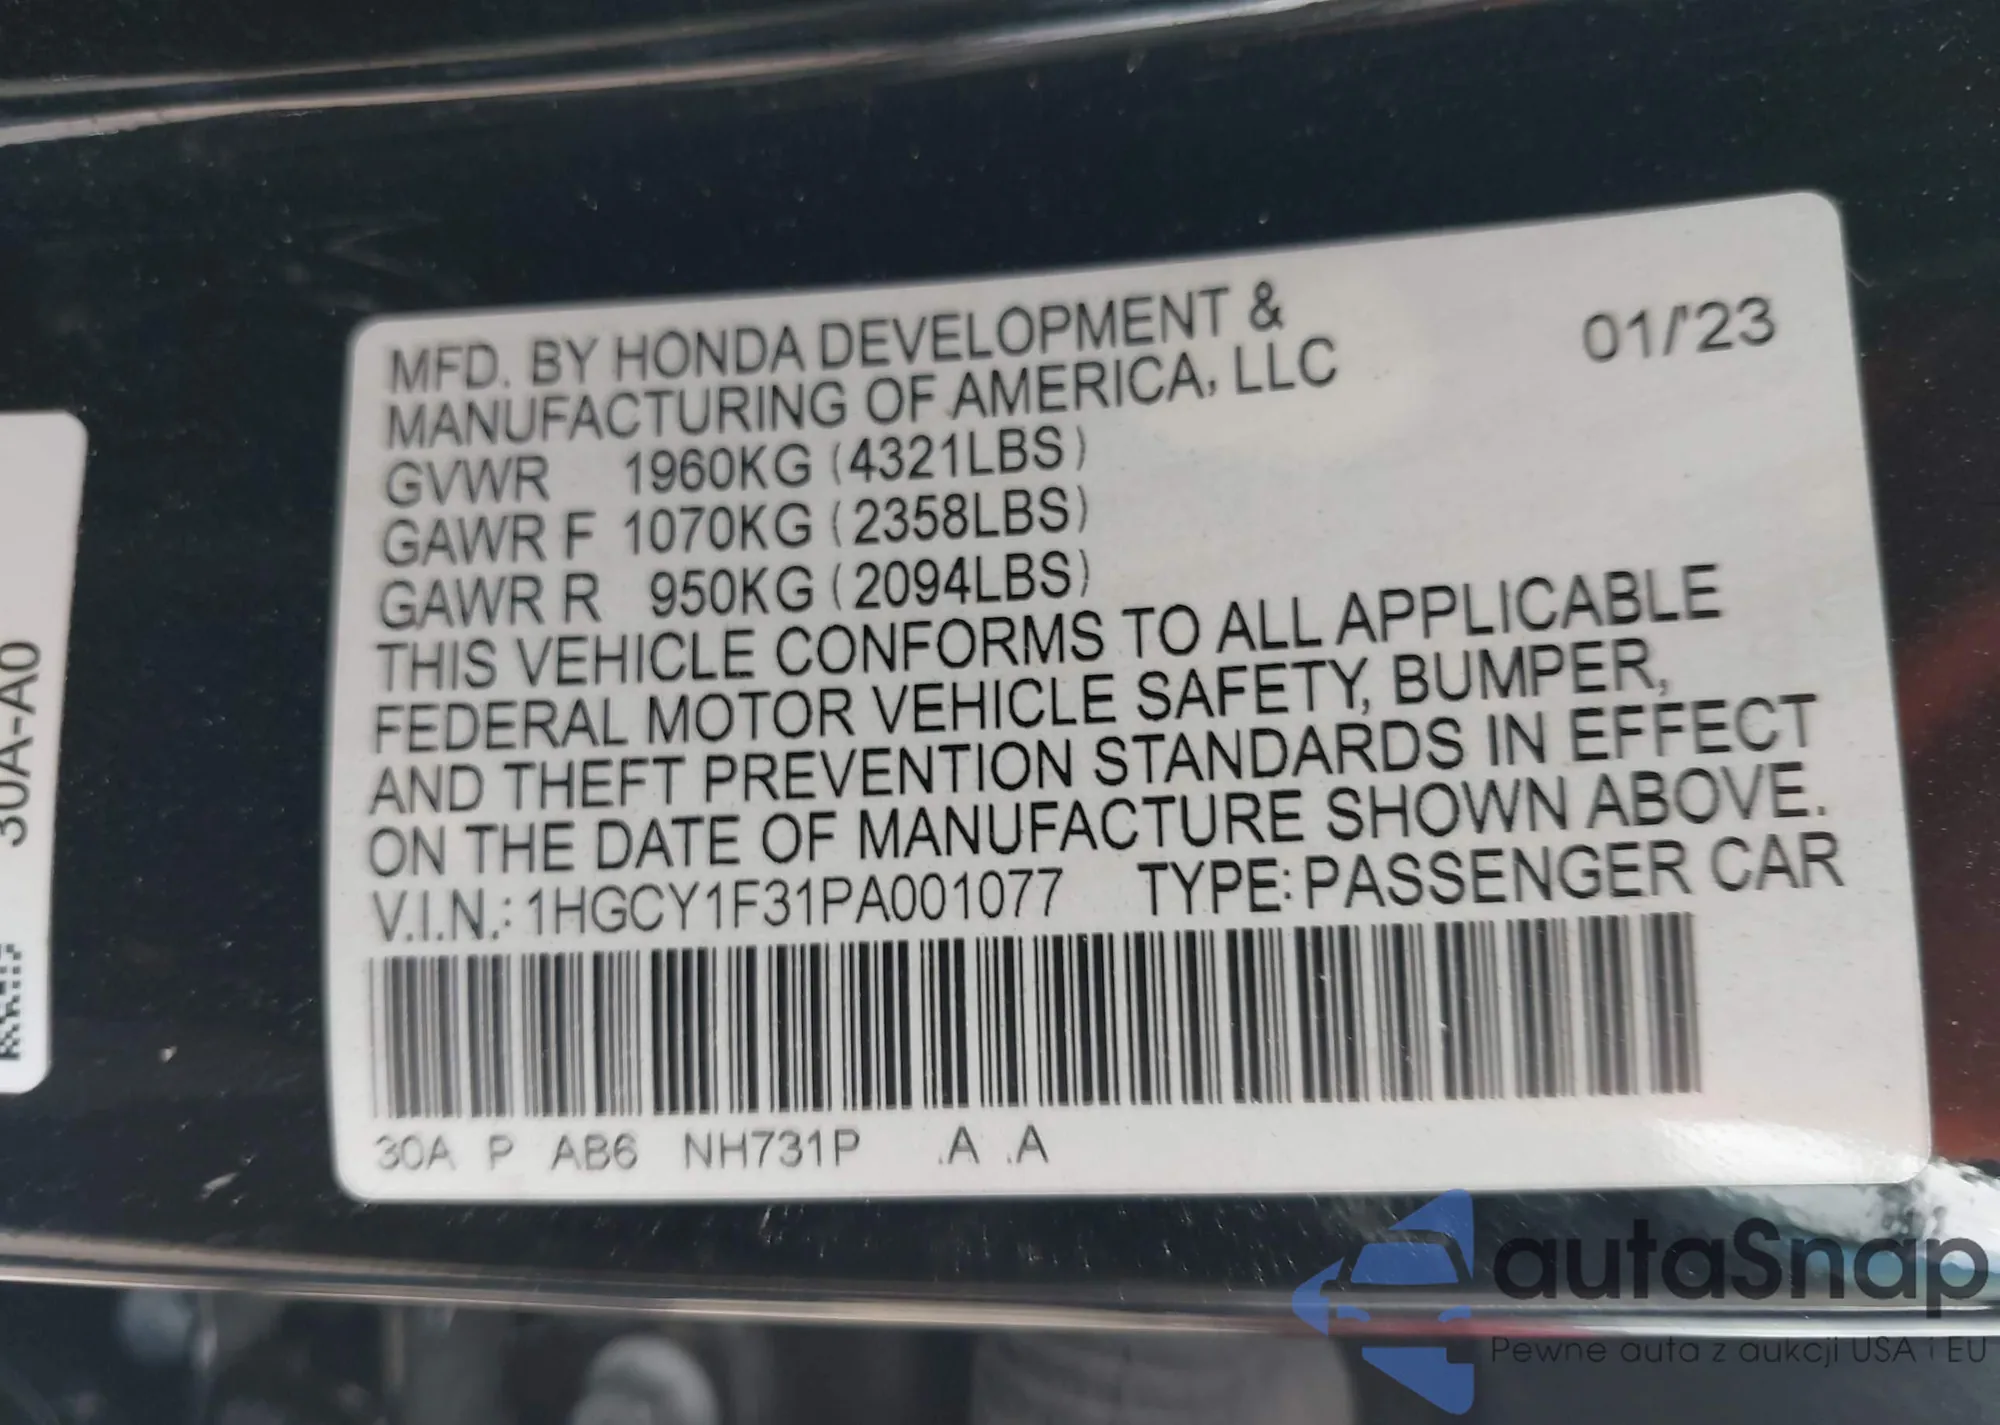 MFD. BY HONDA DEVELOPMENT &
MANUFACTURING OF AMERICA, LLC
01/'23
GVWR 1960KG (4321LBS)
GAWR F 1070KG (2358LBS)
GAWR R 950KG (2094LBS)
THIS VEHICLE CONFORMS TO ALL APPLICABLE
FEDERAL MOTOR VEHICLE SAFETY, BUMPER,
AND THEFT PREVENTION STANDARDS IN EFFECT
ON THE DATE OF MANUFACTURE SHOWN ABOVE.
V.I.N.: 1HGCY1F31PA001077 TYPE: PASSENGER CAR
30A P AB6 NH731P .A .A
30A-A0
autaSnap
Pewne auta z aukcji USA i EU